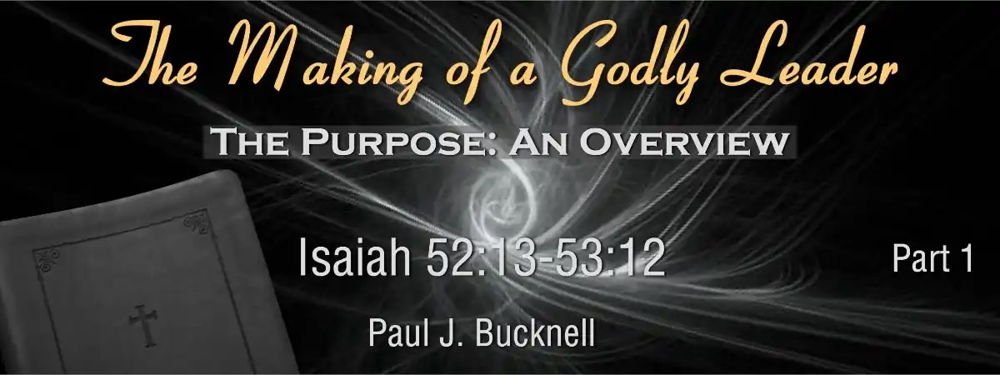 The Making of a Godly Leader
The Purpose: An Overview
Isaiah 52:13-53:12
Part 1
Paul J. Bucknell